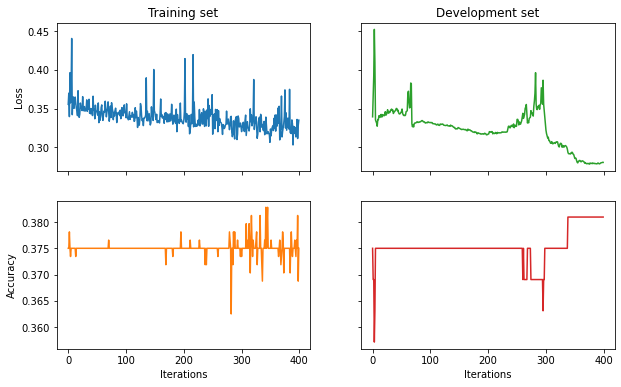 Training set
Development set
0.45
0.40
0.35
0.30
Loss
0.380
0.375
0.370
0.365
0.360
Accuracy
0 100 200 300 400
0 100 200 300 400
Iterations
Iterations